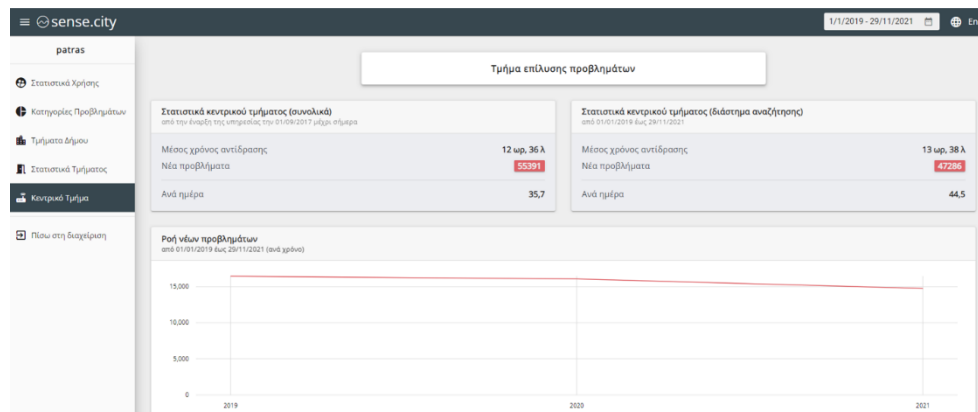 sense.city
1/1/2019 - 29/11/2021
En
patras
Στατιστικά Χρήσης
Κατηγορίες Προβλημάτων
Τμήματα Δήμου
Στατιστικά Τμήματος
Κεντρικό Τμήμα
Πίσω στη διαχείριση
Τμήμα επίλυσης προβλημάτων
Στατιστικά κεντρικού τμήματος (συνολικά)
από την έναρξη της υπηρεσίας την 01/09/2017 μέχρι σήμερα
Μέσος χρόνος αντίδρασης 12 ωρ, 36 λ
Νέα προβλήματα 55391
Ανά ημέρα 35,7
Στατιστικά κεντρικού τμήματος (διάστημα αναζήτησης)
από 01/01/2019 έως 29/11/2021
Μέσος χρόνος αντίδρασης 13 ωρ, 38 λ
Νέα προβλήματα 47286
Ανά ημέρα 44,5
Ροή νέων προβλημάτων
από 01/01/2019 έως 29/11/2021 (ανά χρόνο)
15,000
10,000
5,000
0
2019 2020 2021